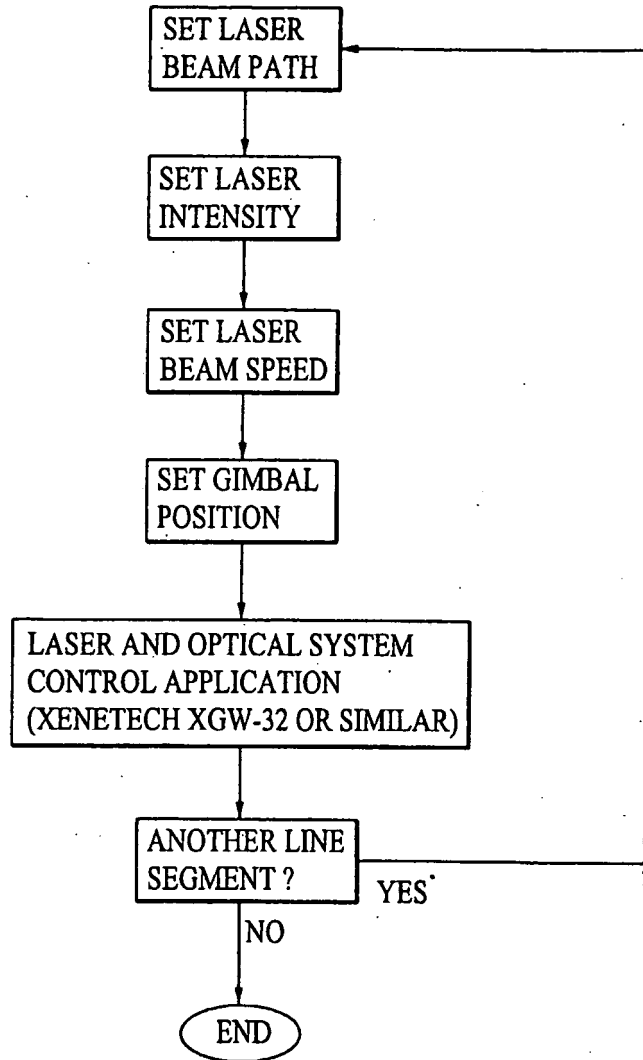 SET LASER
BEAM PATH
SET LASER
INTENSITY
SET LASER
BEAM SPEED
SET GIMBAL
POSITION
LASER AND OPTICAL SYSTEM
CONTROL APPLICATION
(XENETECH XGW-32 OR SIMILAR)
ANOTHER LINE
SEGMENT ?
YES
NO
END